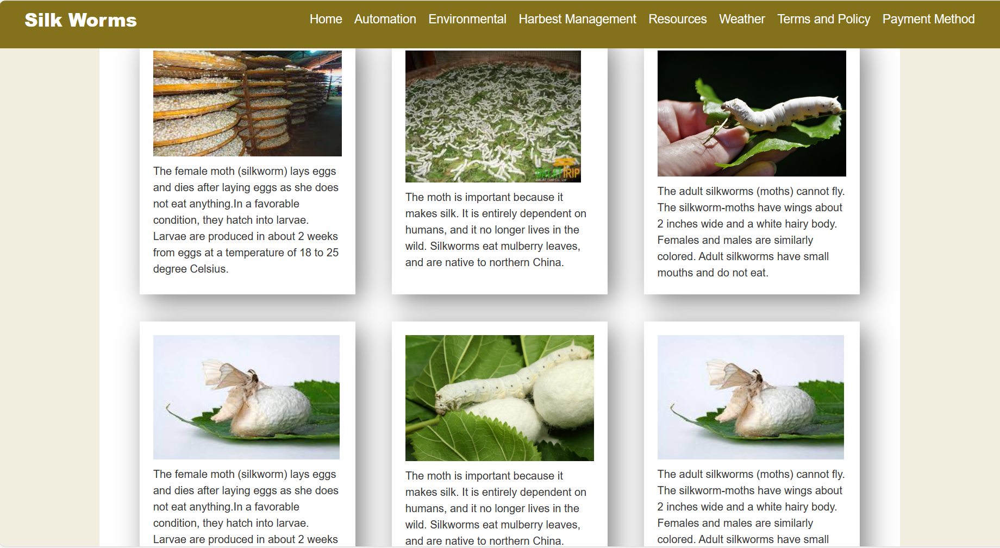 Silk Worms
Home Automation Environmental Harbest Management Resources Weather Terms and Policy Payment Method
The female moth (silkworm) lays eggs
and dies after laying eggs as she does
not eat anything.In a favorable
condition, they hatch into larvae.
Larvae are produced in about 2 weeks
from eggs at a temperature of 18 to 25
degree Celsius.
DALAT TRIP
DALAT TRIP CO., Ltd
The moth is important because it
makes silk. It is entirely dependent on
humans, and it no longer lives in the
wild. Silkworms eat mulberry leaves,
and are native to northern China.
The adult silkworms (moths) cannot fly.
The silkworm-moths have wings about
2 inches wide and a white hairy body.
Females and males are similarly
colored. Adult silkworms have small
mouths and do not eat.
The female moth (silkworm) lays eggs
and dies after laying eggs as she does
not eat anything.In a favorable
condition, they hatch into larvae.
Larvae are produced in about 2 weeks
The moth is important because it
makes silk. It is entirely dependent on
humans, and it no longer lives in the
wild. Silkworms eat mulberry leaves,
and are native to northern China.
The adult silkworms (moths) cannot fly.
The silkworm-moths have wings about
2 inches wide and a white hairy body.
Females and males are similarly
colored. Adult silkworms have small